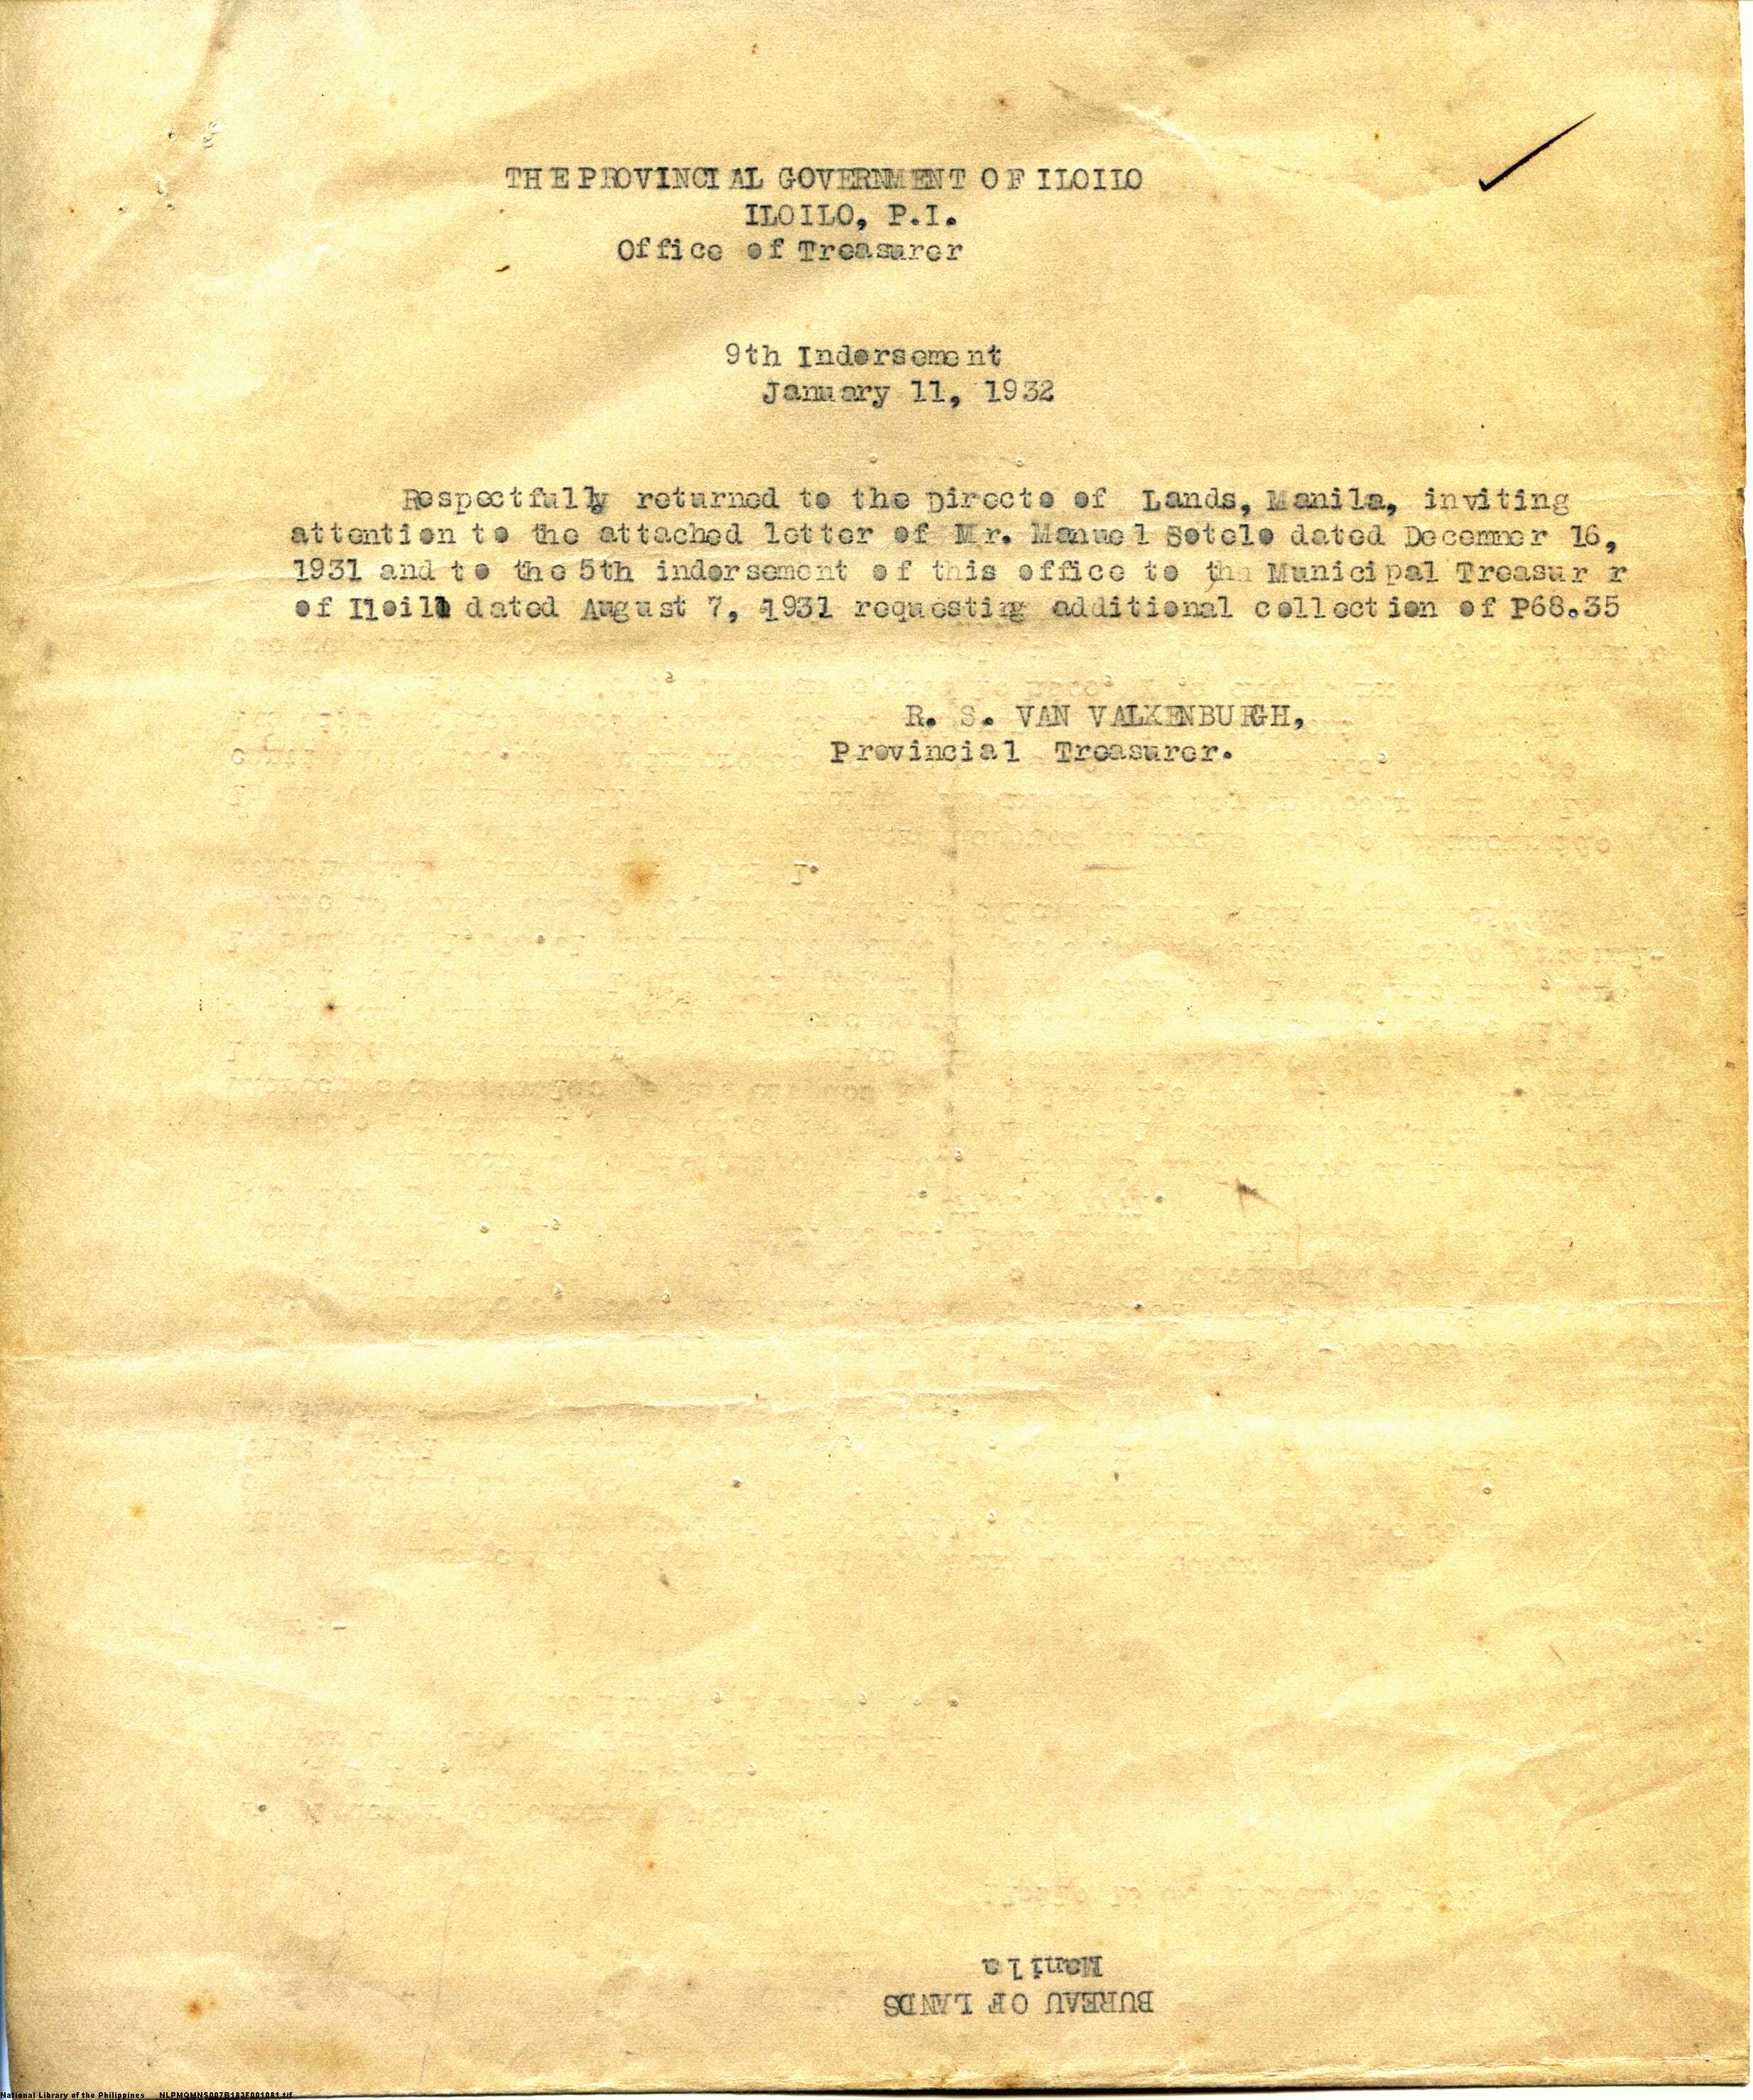 THE PROVINCIAL GOVERNMENT OF ILOILO
ILOILO, P.I.
Office of Treasurer
9th Indorsement
January 11, 1932
Respectfully returned to the Directo of Lands, Manila, inviting
attention to the attached letter of Mr. Manuel Sotelo dated Decemner 16,
1931 and to the 5th indorsement of this office to the Municipal Treasur r
of Iloilo dated August 7, 1931 requesting additional collection of P68.35
R. S. VAN VALKENBURGH,
Provincial Treasurer.
BUREAU OF LANDS
Manila
National Library of the Philippines NLPMQMNS007B183F001081.tif